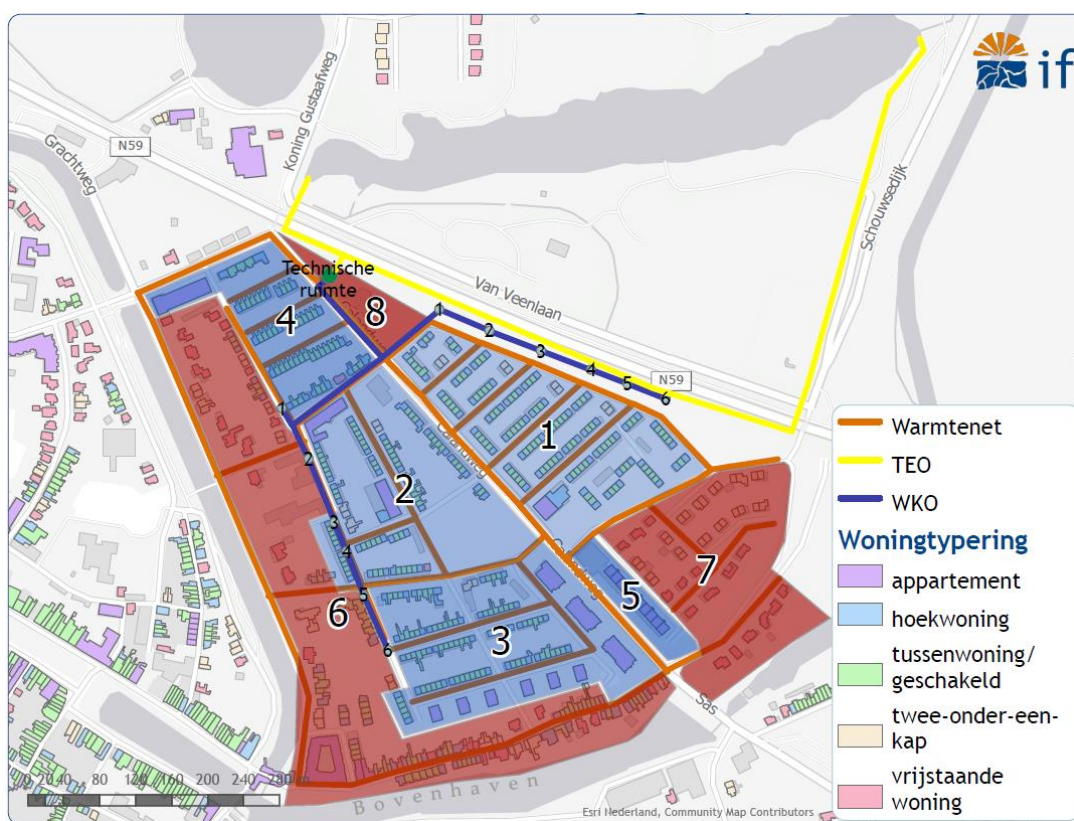 if
Koning Gustaafweg
N59
Grachtweg
Schouwsedijk
Technische
ruimte
Van Veenlaan
8
4
1
2
3
4
5
6
N59
1
2
3
4
5
6
1
2
Calandweg
3
5
6
7
Sas
Bovenhaven
0 20 40 80 120 160 200 240 280 m
Esri Nederland, Community Map Contributors
Warmtenet
TEO
WKO
Woningtypering
appartement
hoekwoning
tussenwoning/
geschakeld
twee-onder-een-
kap
vrijstaande
woning